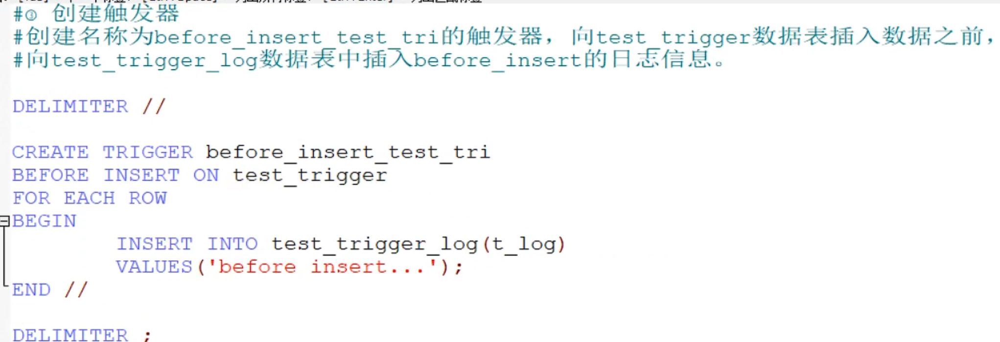 #③ 创建触发器
#创建名称为before_insert_test_tri的触发器，向test_trigger数据表插入数据之前，
#向test_trigger_log数据表中插入before_insert的日志信息。
DELIMITER //
CREATE TRIGGER before_insert_test_tri
BEFORE INSERT ON test_trigger
FOR EACH ROW
BEGIN
INSERT INTO test_trigger_log(t_log)
VALUES('before insert...');
END //
DELIMITER ;